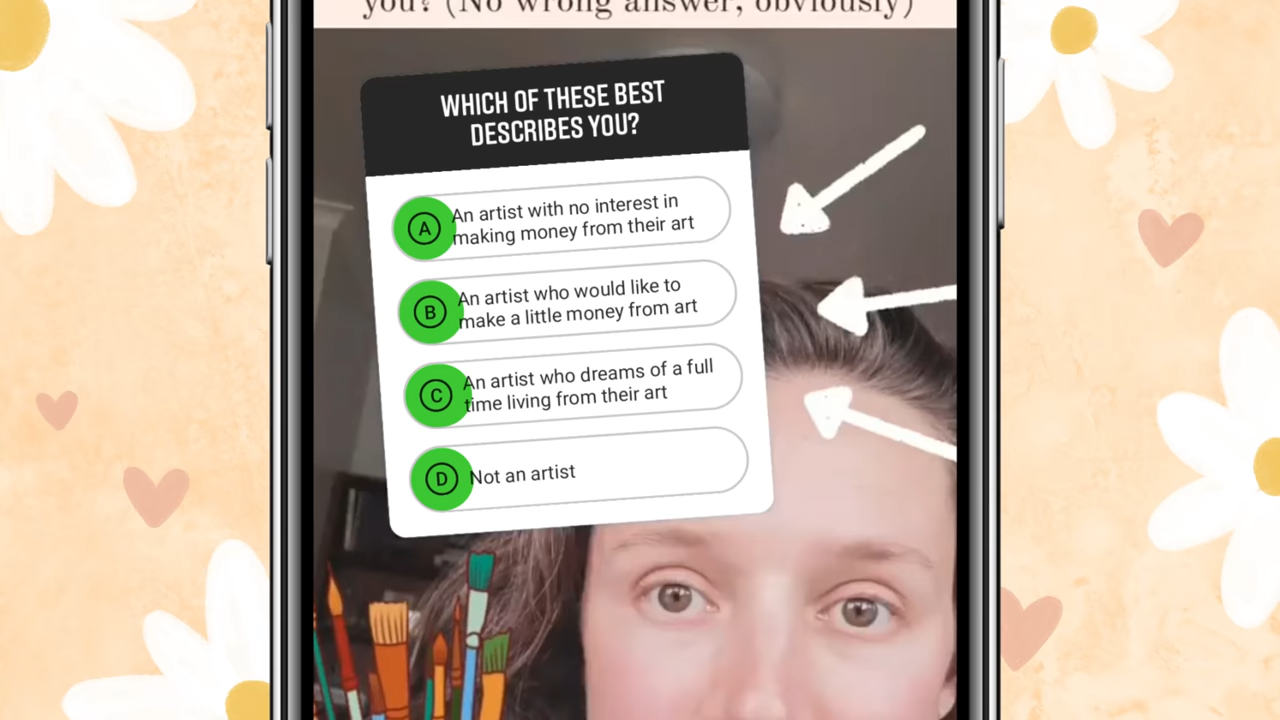 you? (No wrong answer, obviously)
WHICH OF THESE BEST
DESCRIBES YOU?
A
An artist with no interest in
making money from their art
B
An artist who would like to
make a little money from art
C
An artist who dreams of a full
time living from their art
D
Not an artist